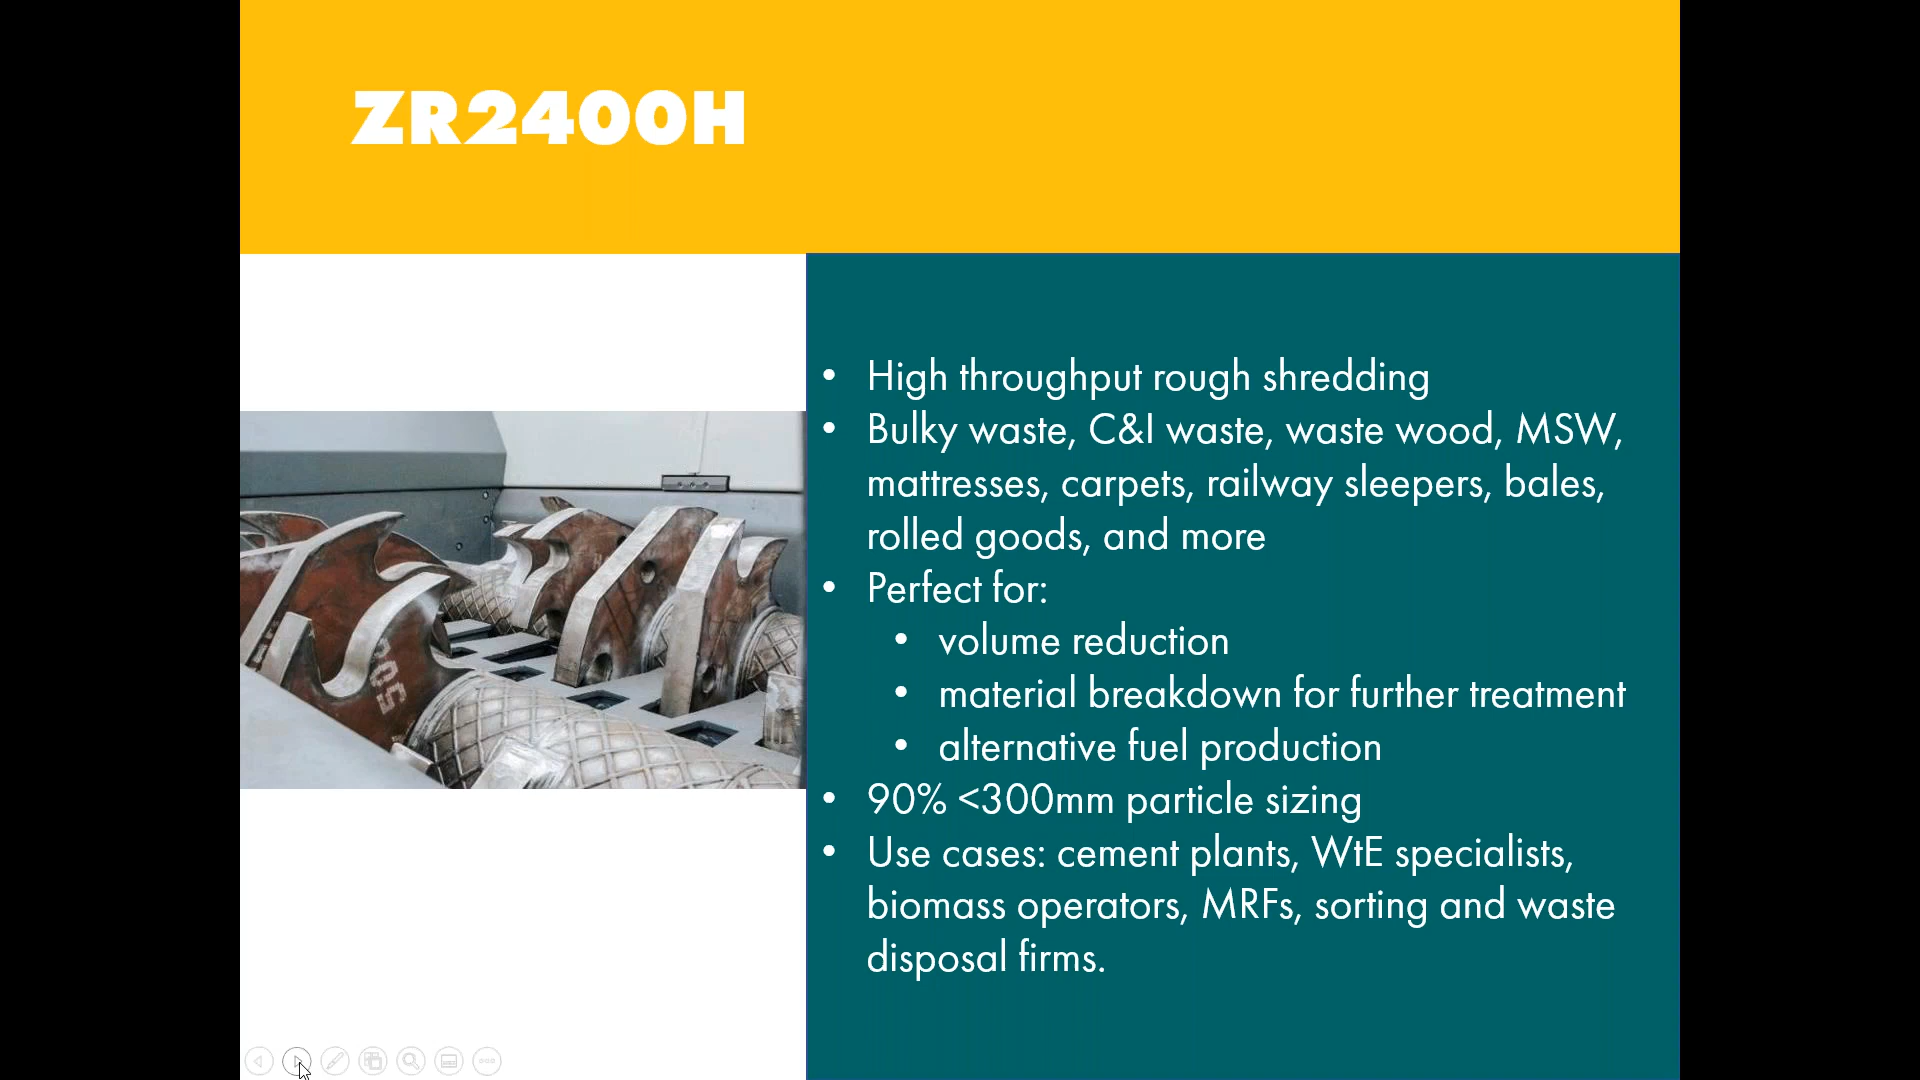 ZR2400H
• High throughput rough shredding
• Bulky waste, C&I waste, waste wood, MSW,
mattresses, carpets, railway sleepers, bales,
rolled goods, and more
• Perfect for:
• volume reduction
• material breakdown for further treatment
• alternative fuel production
• 90% <300mm particle sizing
• Use cases: cement plants, WtE specialists,
biomass operators, MRFs, sorting and waste
disposal firms.